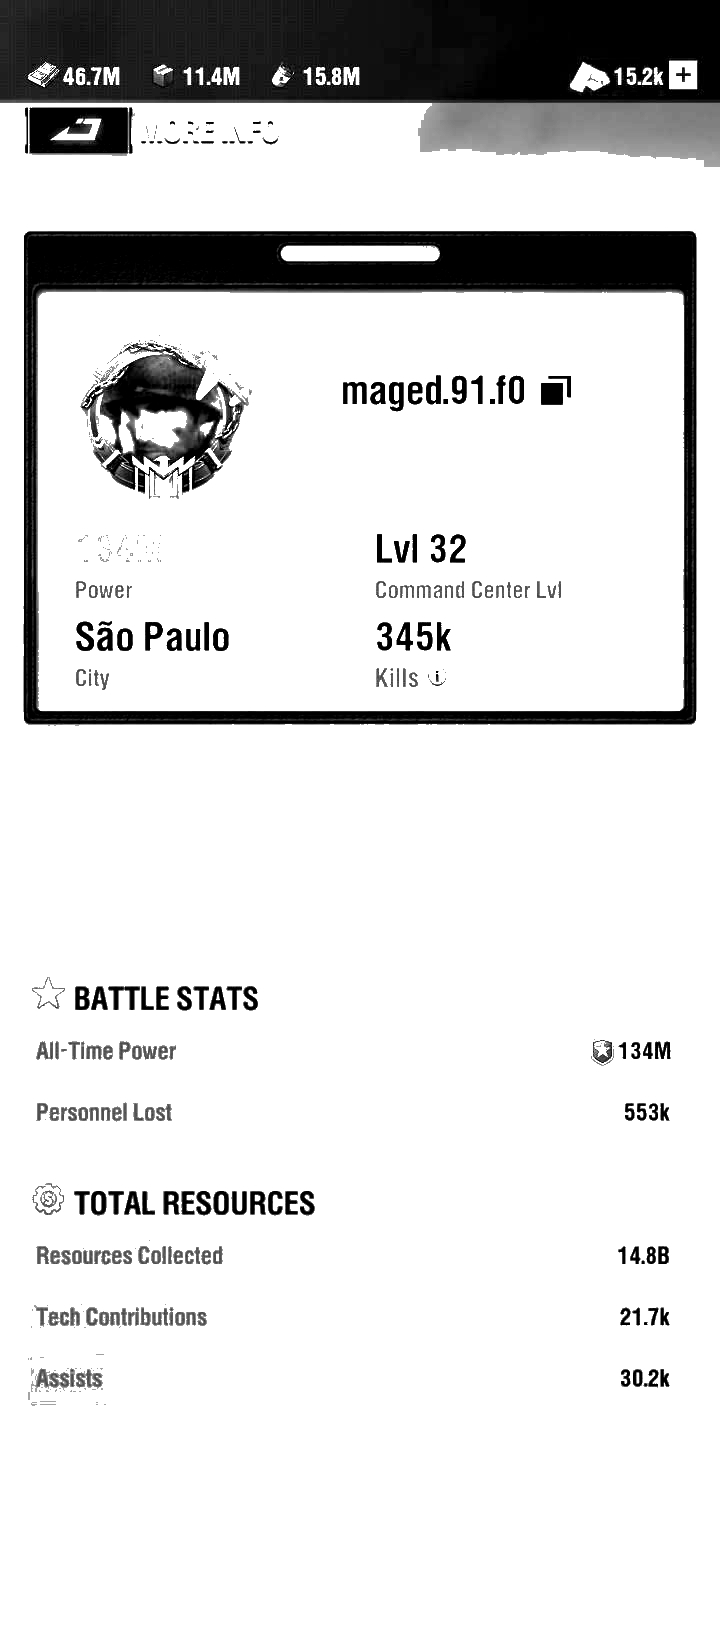 46.7M 11.4M 15.8M 15.2k +
MORE INFO
maged.91.f0
134M Lvl 32
Power Command Center Lvl
São Paulo 345k
City Kills
BATTLE STATS
All-Time Power 134M
Personnel Lost 553k
TOTAL RESOURCES
Resources Collected 14.8B
Tech Contributions 21.7k
Assists 30.2k